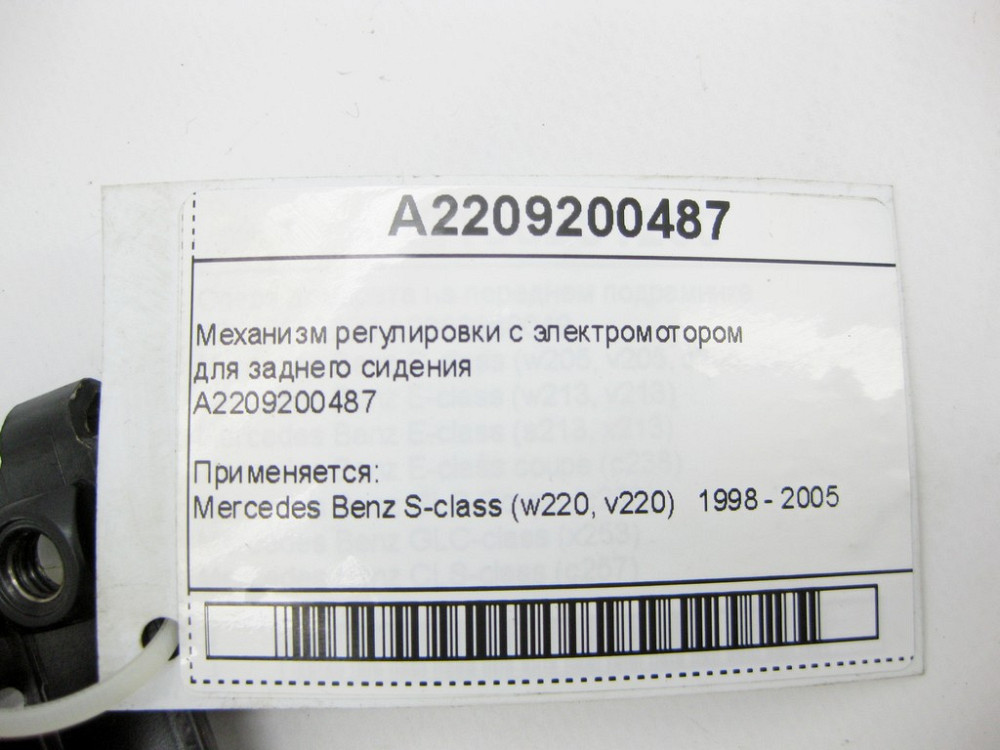 A2209200487
Механизм регулировки с электромотором
для заднего сидения
A2209200487
Применяется:
Mercedes Benz S-class (w220, v220) 1998 - 2005